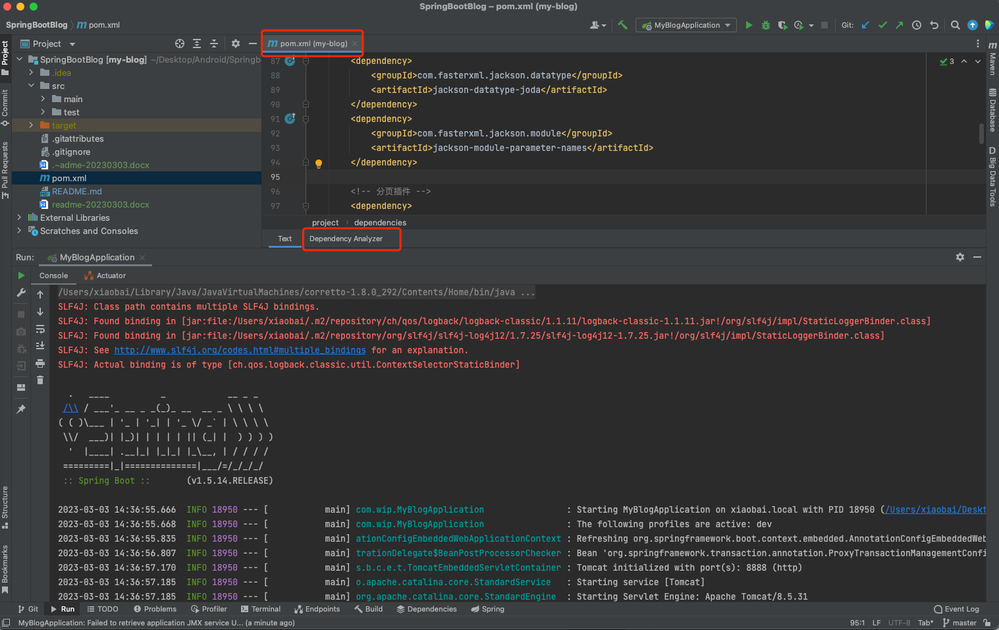 SpringBootBlog – pom.xml (my-blog)
SpringBootBlog
pom.xml
MyBlogApplication
Git:
Project
pom.xml (my-blog)
SpringBootBlog [my-blog] ~/Desktop/Android/Springb
.idea
src
main
test
target
.gitattributes
.gitignore
.~adme-20230303.docx
pom.xml
README.md
readme-20230303.docx
External Libraries
Scratches and Consoles
Project
Commit
Pull Requests
Structure
Bookmarks
87 <dependency>
88 <groupId>com.fasterxml.jackson.datatype</groupId>
89 <artifactId>jackson-datatype-joda</artifactId>
90 </dependency>
91 <dependency>
92 <groupId>com.fasterxml.jackson.module</groupId>
93 <artifactId>jackson-module-parameter-names</artifactId>
94 </dependency>
95
96 <!-- 分页插件 -->
97 <dependency>
3
Maven
Database
Big Data Tools
project › dependencies
Text
Dependency Analyzer
Run:
MyBlogApplication
Console
Actuator
/Users/xiaobai/Library/Java/JavaVirtualMachines/corretto-1.8.0_292/Contents/Home/bin/java ...
SLF4J: Class path contains multiple SLF4J bindings.
SLF4J: Found binding in [jar:file:/Users/xiaobai/.m2/repository/ch/qos/logback/logback-classic/1.1.11/logback-classic-1.1.11.jar!/org/slf4j/impl/StaticLoggerBinder.class]
SLF4J: Found binding in [jar:file:/Users/xiaobai/.m2/repository/org/slf4j/slf4j-log4j12/1.7.25/slf4j-log4j12-1.7.25.jar!/org/slf4j/impl/StaticLoggerBinder.class]
SLF4J: See http://www.slf4j.org/codes.html#multiple_bindings for an explanation.
SLF4J: Actual binding is of type [ch.qos.logback.classic.util.ContextSelectorStaticBinder]
  .   ____          _            __ _ _
 /\\ / ___'_ __ _ _(_)_ __  __ _ \ \ \ \
( ( )\___ | '_ | '_| | '_ \/ _` | \ \ \ \
 \\/  ___)| |_)| | | | | || (_| |  ) ) ) )
  '  |____| .__|_| |_|_| |_\__, | / / / /
 =========|_|==============|___/=/_/_/_/
 :: Spring Boot ::       (v1.5.14.RELEASE)
2023-03-03 14:36:55.666  INFO 18950 --- [           main] com.wip.MyBlogApplication                : Starting MyBlogApplication on xiaobai.local with PID 18950 (/Users/xiaobai/Deskt
2023-03-03 14:36:55.668  INFO 18950 --- [           main] com.wip.MyBlogApplication                : The following profiles are active: dev
2023-03-03 14:36:55.835  INFO 18950 --- [           main] ationConfigEmbeddedWebApplicationContext : Refreshing org.springframework.boot.context.embedded.AnnotationConfigEmbeddedWeb
2023-03-03 14:36:56.807  INFO 18950 --- [           main] trationDelegate$BeanPostProcessorChecker : Bean 'org.springframework.transaction.annotation.ProxyTransactionManagementConfi
2023-03-03 14:36:57.170  INFO 18950 --- [           main] s.b.c.e.t.TomcatEmbeddedServletContainer : Tomcat initialized with port(s): 8888 (http)
2023-03-03 14:36:57.185  INFO 18950 --- [           main] o.apache.catalina.core.StandardService   : Starting service [Tomcat]
2023-03-03 14:36:57.185  INFO 18950 --- [           main] org.apache.catalina.core.StandardEngine  : Starting Servlet Engine: Apache Tomcat/8.5.31
Git
Run
TODO
Problems
Profiler
Terminal
Endpoints
Build
Dependencies
Spring
Event Log
MyBlogApplication: Failed to retrieve application JMX service U... (a minute ago)
95:1 LF UTF-8 Tab* master